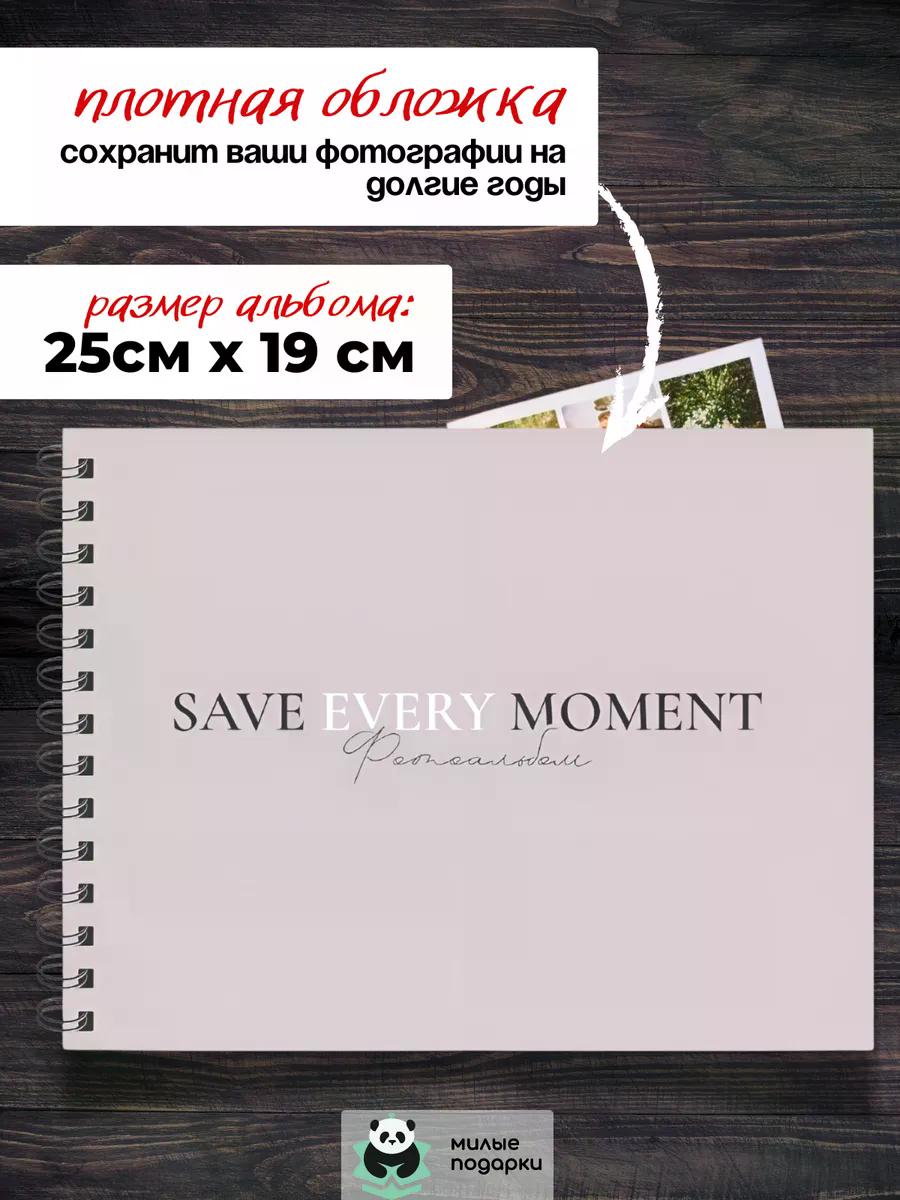 плотная обложка
сохранит ваши фотографии на
долгие годы
размер альбома:
25см х 19 см
SAVE EVERY MOMENT
Фотоальбом
милые
подарки